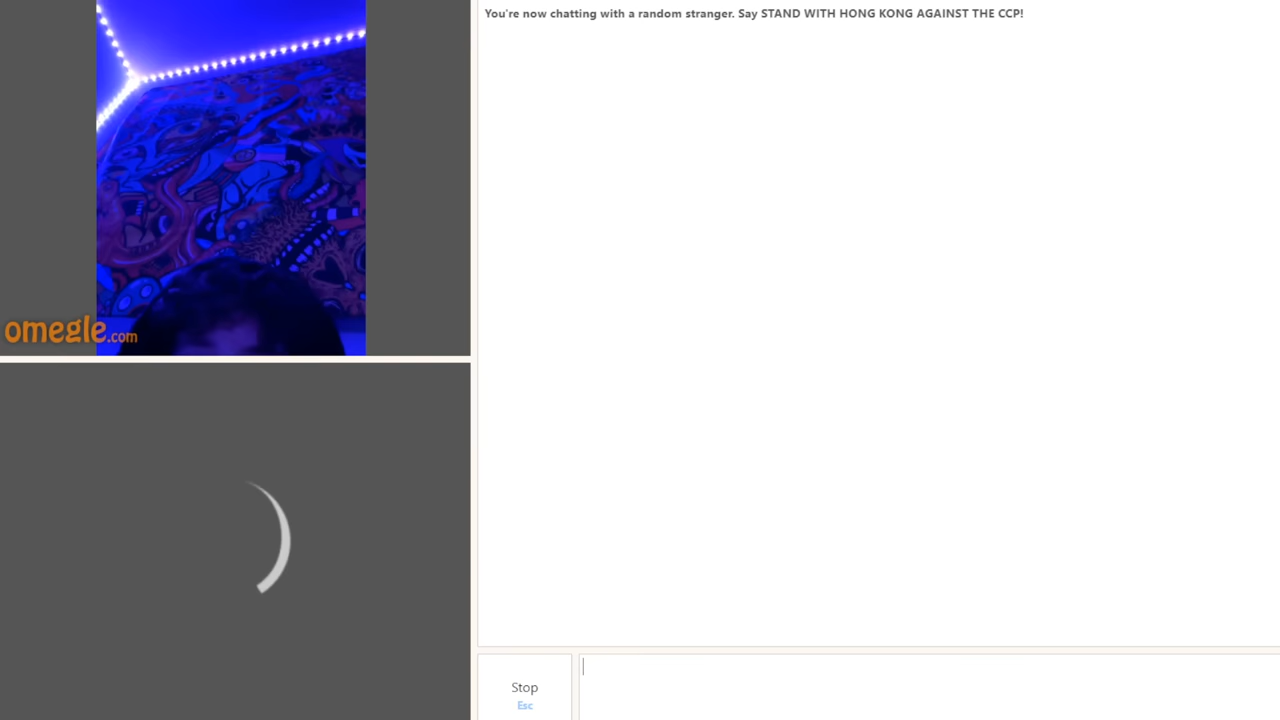 You're now chatting with a random stranger. Say STAND WITH HONG KONG AGAINST THE CCP!
omegle.com
Stop
Esc